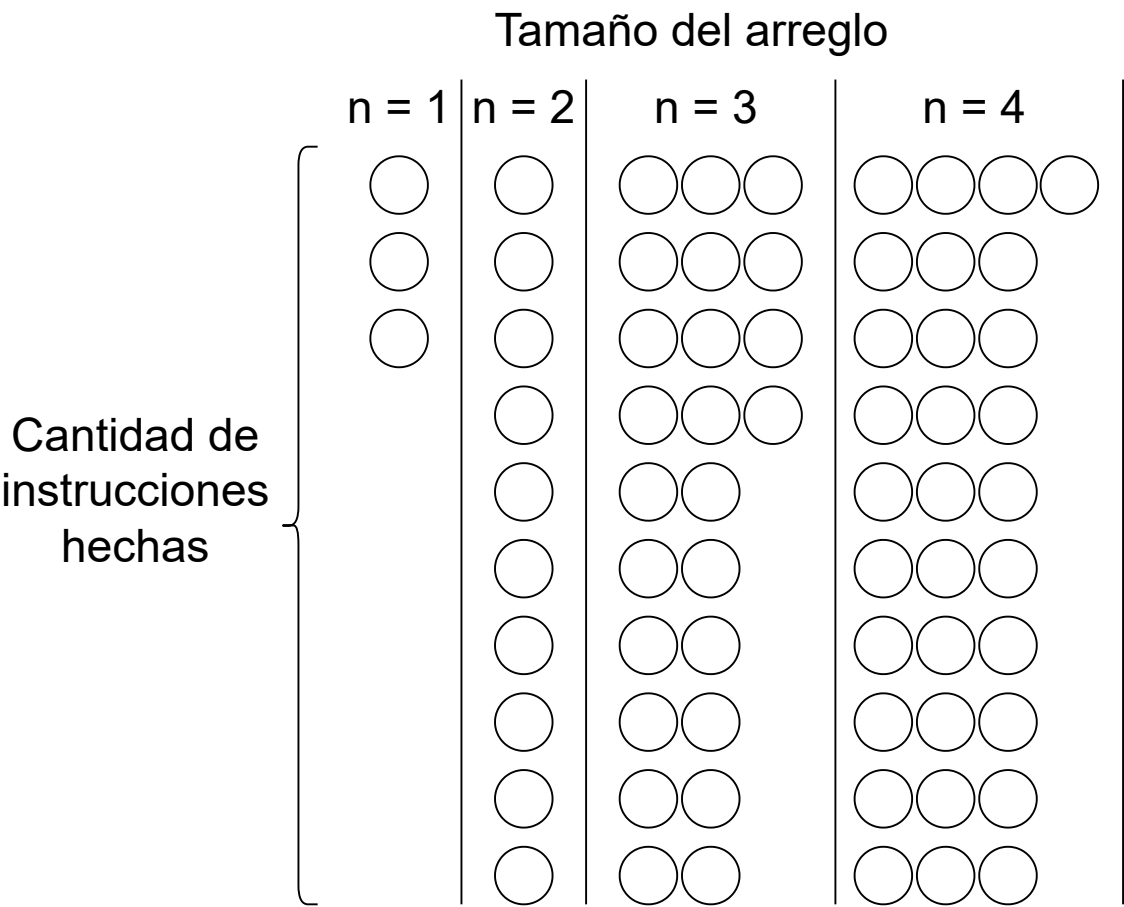 Tamaño del arreglo
n = 1
n = 2
n = 3
n = 4
Cantidad de
instrucciones
hechas